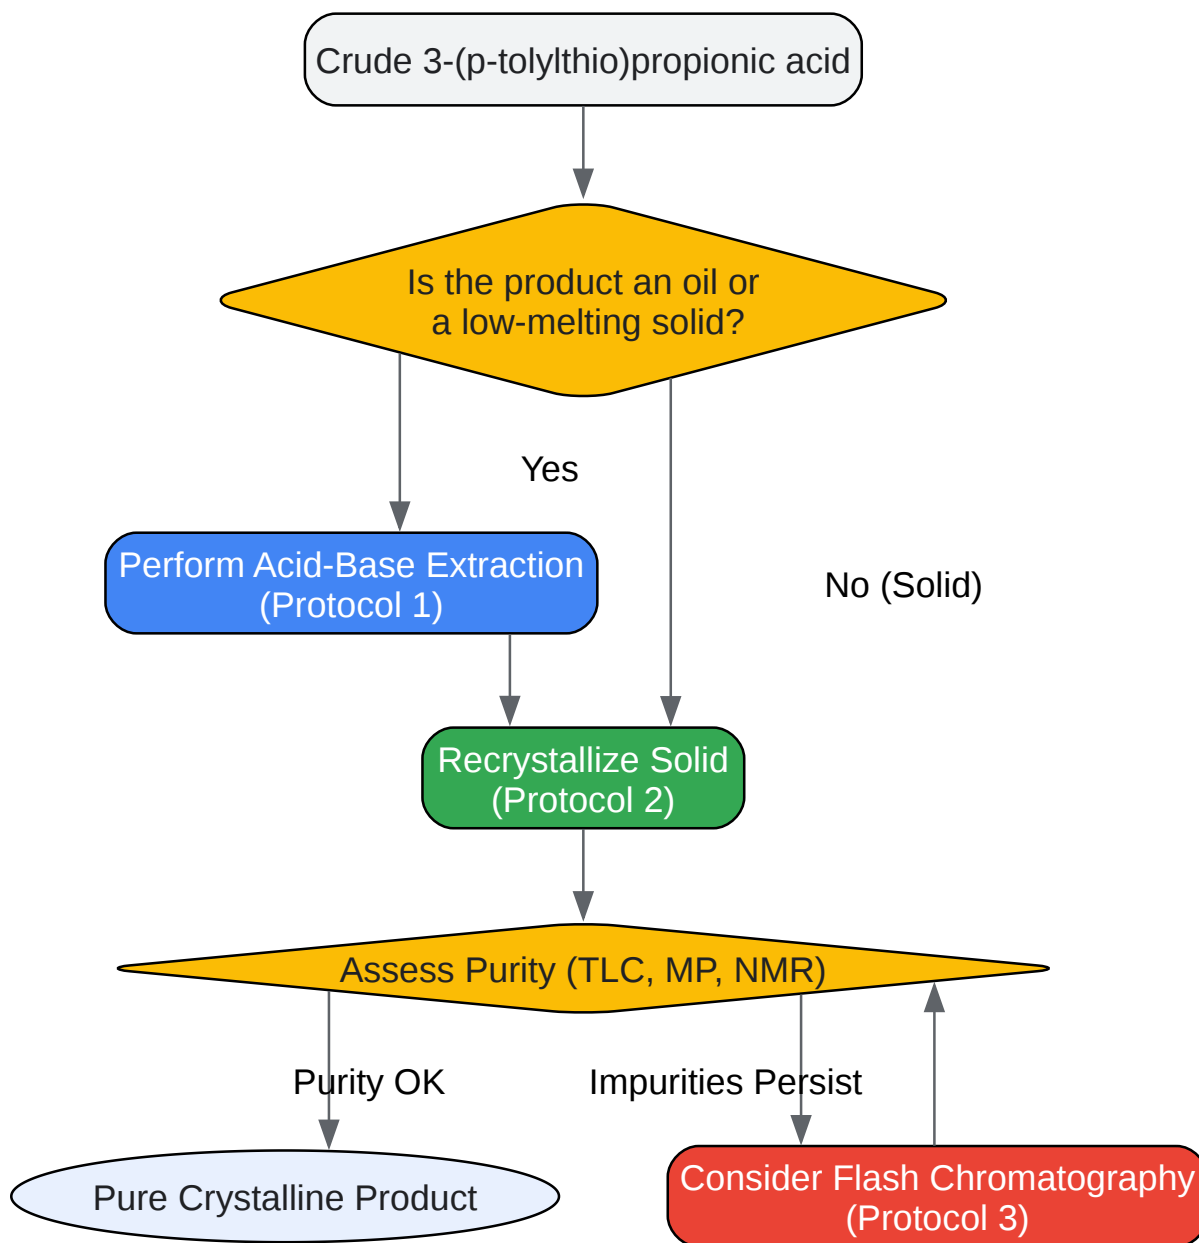 Crude 3-(p-tolylthio)propionic acid
Is the product an oil or
a low-melting solid?
Yes
Perform Acid-Base Extraction
(Protocol 1)
No (Solid)
Recrystallize Solid
(Protocol 2)
Assess Purity (TLC, MP, NMR)
Purity OK
Impurities Persist
Pure Crystalline Product
Consider Flash Chromatography
(Protocol 3)